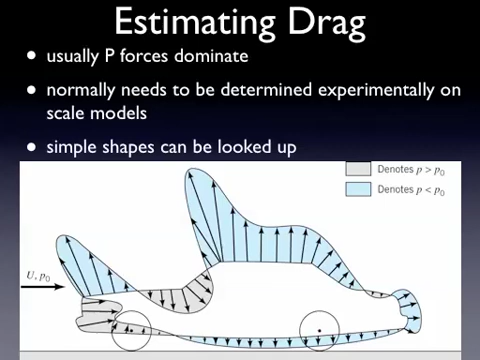 Estimating Drag
• usually P forces dominate
• normally needs to be determined experimentally on
scale models
• simple shapes can be looked up
Denotes p > p₀
Denotes p < p₀
U, p₀